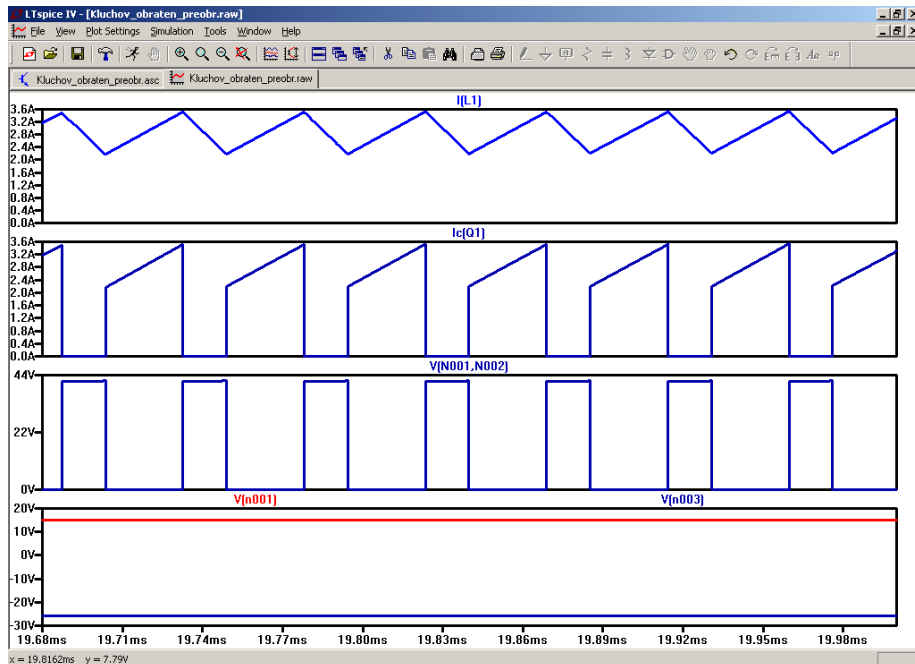 LTspice IV - [Kluchov_obraten_preobr.raw]
File View Plot Settings Simulation Tools Window Help
Kluchov_obraten_preobr.asc Kluchov_obraten_preobr.raw
I(L1)
3.6A
3.2A
2.8A
2.4A
2.0A
1.6A
1.2A
0.8A
0.4A
0.0A
Ic(Q1)
3.6A
3.2A
2.8A
2.4A
2.0A
1.6A
1.2A
0.8A
0.4A
0.0A
V(N001,N002)
44V
22V
0V
V(n001) V(n003)
20V
10V
0V
-10V
-20V
-30V
19.68ms 19.71ms 19.74ms 19.77ms 19.80ms 19.83ms 19.86ms 19.89ms 19.92ms 19.95ms 19.98ms
x = 19.8162ms y = 7.79V